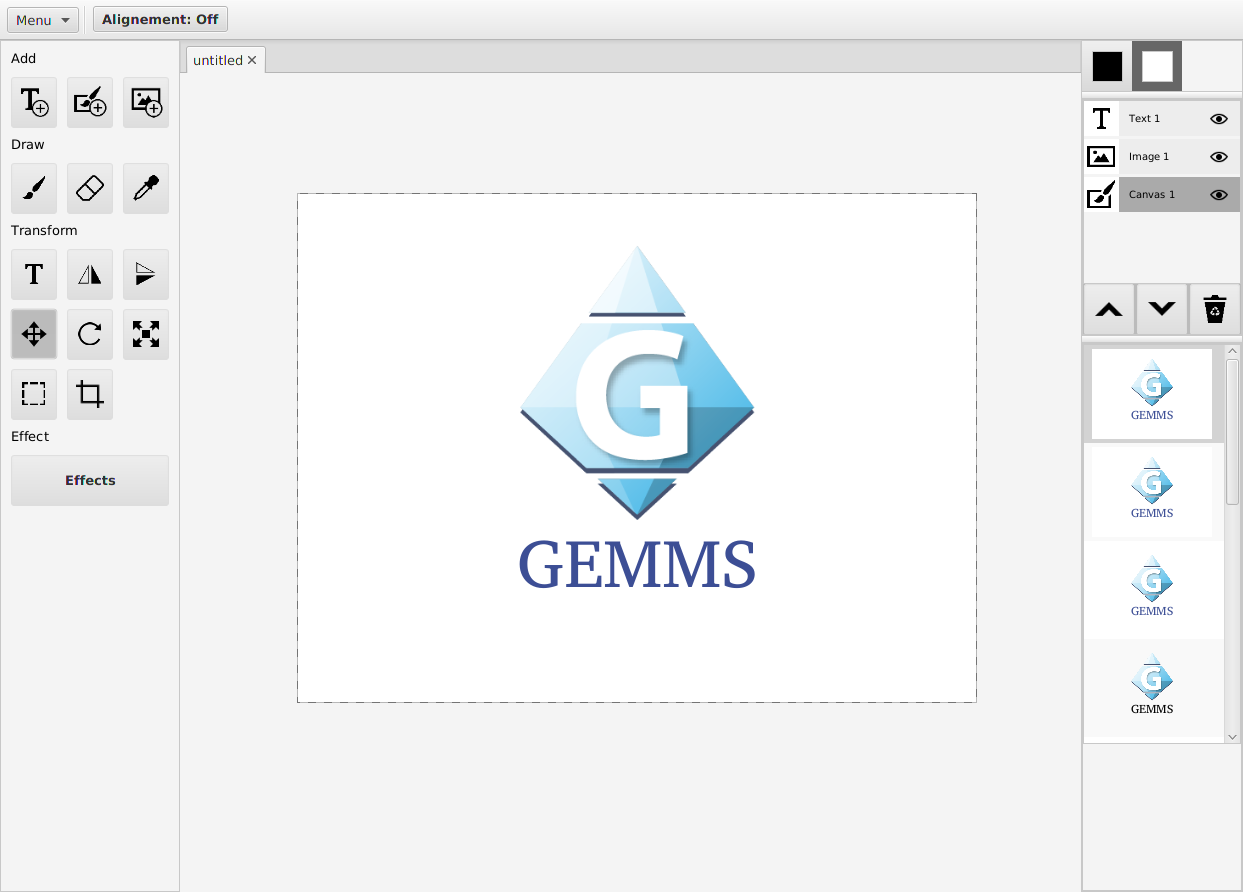 Menu
Alignement: Off
Add
Draw
Transform
Effect
Effects
untitled
G
GEMMS
Text 1
Image 1
Canvas 1
G
GEMMS
G
GEMMS
G
GEMMS
G
GEMMS